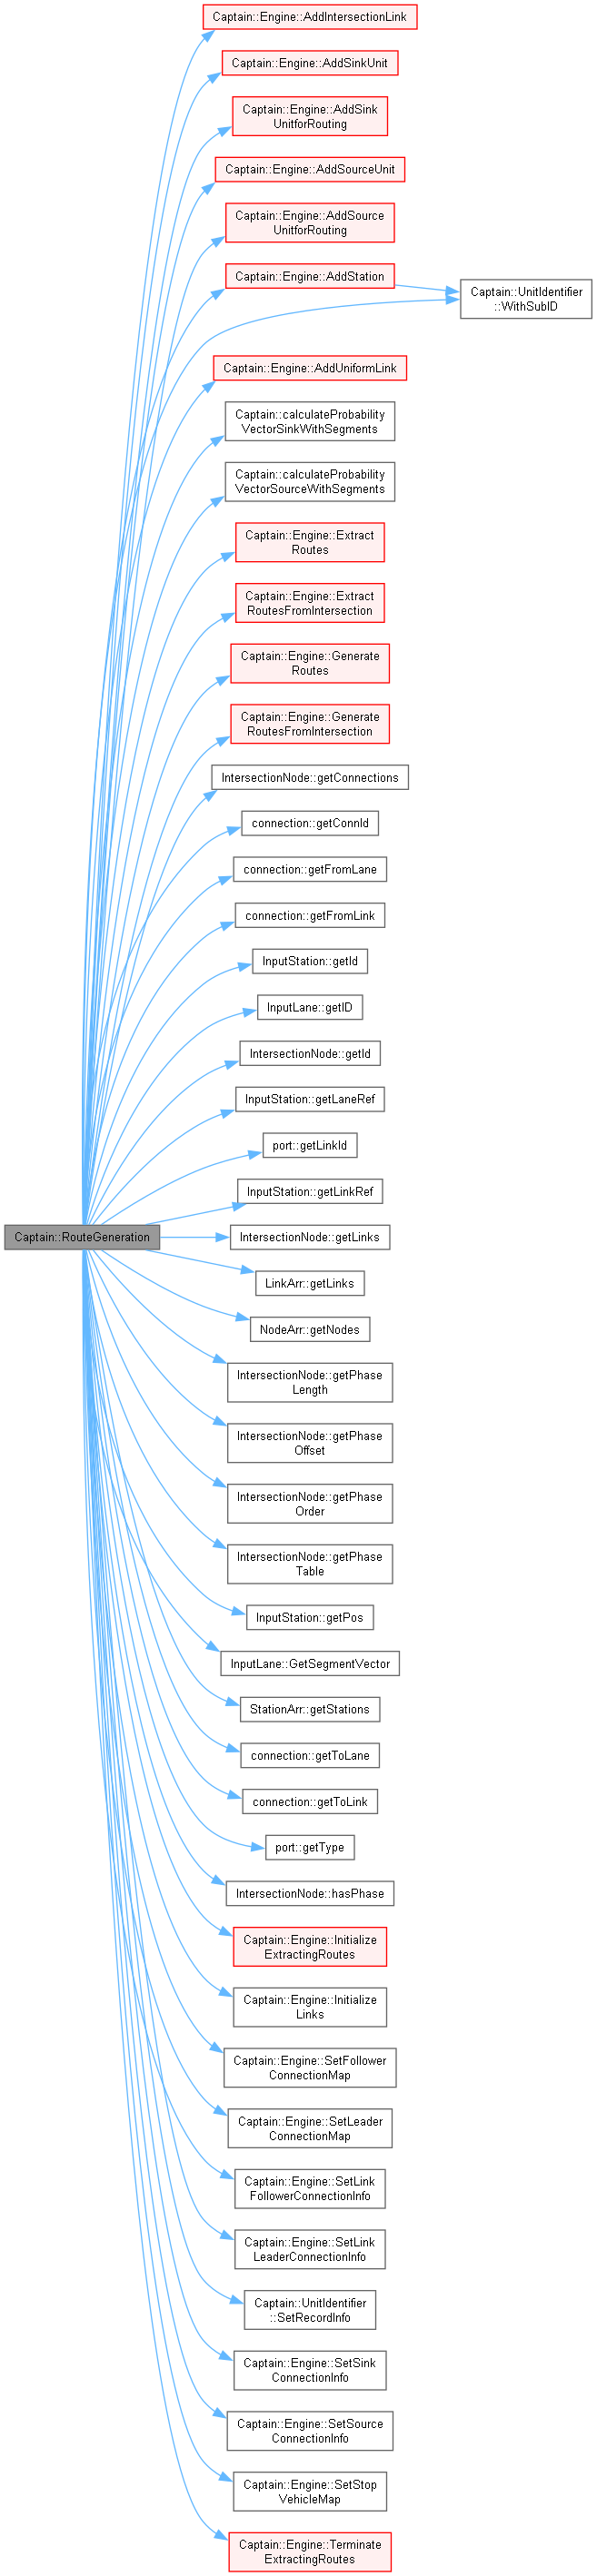 Captain::Engine::AddIntersectionLink
Captain::Engine::AddSinkUnit
Captain::Engine::AddSink
UnitforRouting
Captain::Engine::AddSourceUnit
Captain::Engine::AddSource
UnitforRouting
Captain::Engine::AddStation
Captain::UnitIdentifier
::WithSubID
Captain::Engine::AddUniformLink
Captain::calculateProbability
VectorSinkWithSegments
Captain::calculateProbability
VectorSourceWithSegments
Captain::Engine::Extract
Routes
Captain::Engine::Extract
RoutesFromIntersection
Captain::Engine::Generate
Routes
Captain::Engine::Generate
RoutesFromIntersection
IntersectionNode::getConnections
connection::getConnId
connection::getFromLane
connection::getFromLink
InputStation::getId
InputLane::getID
IntersectionNode::getId
InputStation::getLaneRef
port::getLinkId
InputStation::getLinkRef
Captain::RouteGeneration
IntersectionNode::getLinks
LinkArr::getLinks
NodeArr::getNodes
IntersectionNode::getPhase
Length
IntersectionNode::getPhase
Offset
IntersectionNode::getPhase
Order
IntersectionNode::getPhase
Table
InputStation::getPos
InputLane::GetSegmentVector
StationArr::getStations
connection::getToLane
connection::getToLink
port::getType
IntersectionNode::hasPhase
Captain::Engine::Initialize
ExtractingRoutes
Captain::Engine::Initialize
Links
Captain::Engine::SetFollower
ConnectionMap
Captain::Engine::SetLeader
ConnectionMap
Captain::Engine::SetLink
FollowerConnectionInfo
Captain::Engine::SetLink
LeaderConnectionInfo
Captain::UnitIdentifier
::SetRecordInfo
Captain::Engine::SetSink
ConnectionInfo
Captain::Engine::SetSource
ConnectionInfo
Captain::Engine::SetStop
VehicleMap
Captain::Engine::Terminate
ExtractingRoutes